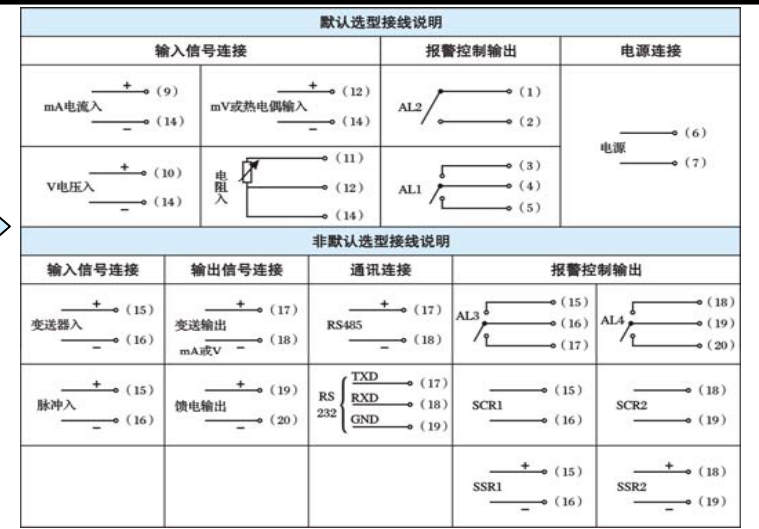 默认选型接线说明
输入信号连接 报警控制输出 电源连接
mA电流入 + (9) − (14)
mV或热电偶输入 + (12) − (14)
AL2 (1) (2)
电源 (6) (7)
V电压入 + (10) − (14)
电阻入 (11) (12) (14)
AL1 (3) (4) (5)
非默认选型接线说明
输入信号连接 输出信号连接 通讯连接 报警控制输出
变送器入 + (15) − (16)
变送输出 mA或V + (17) − (18)
RS485 + (17) − (18)
AL3 (15) (16) (17)
AL4 (18) (19) (20)
脉冲入 + (15) − (16)
馈电输出 + (19) − (20)
RS 232 TXD (17) RXD (18) GND (19)
SCR1 (15) (16)
SCR2 (18) (19)
SSR1 + (15) − (16)
SSR2 + (18) − (19)